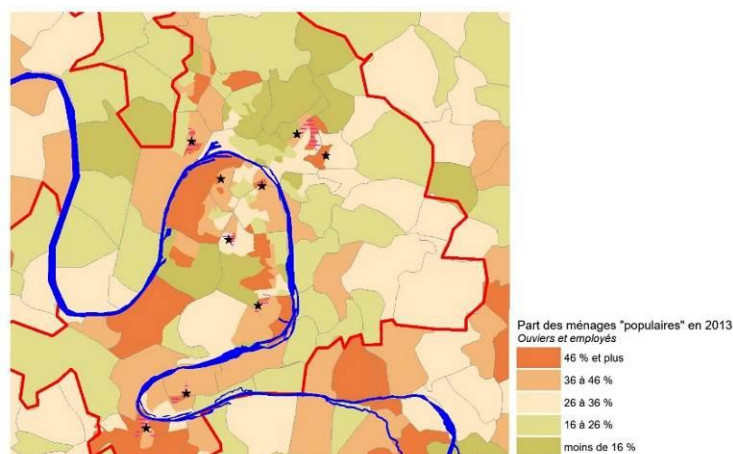 Part des ménages "populaires" en 2013
Ouviers et employés
46 % et plus
36 à 46 %
26 à 36 %
16 à 26 %
moins de 16 %